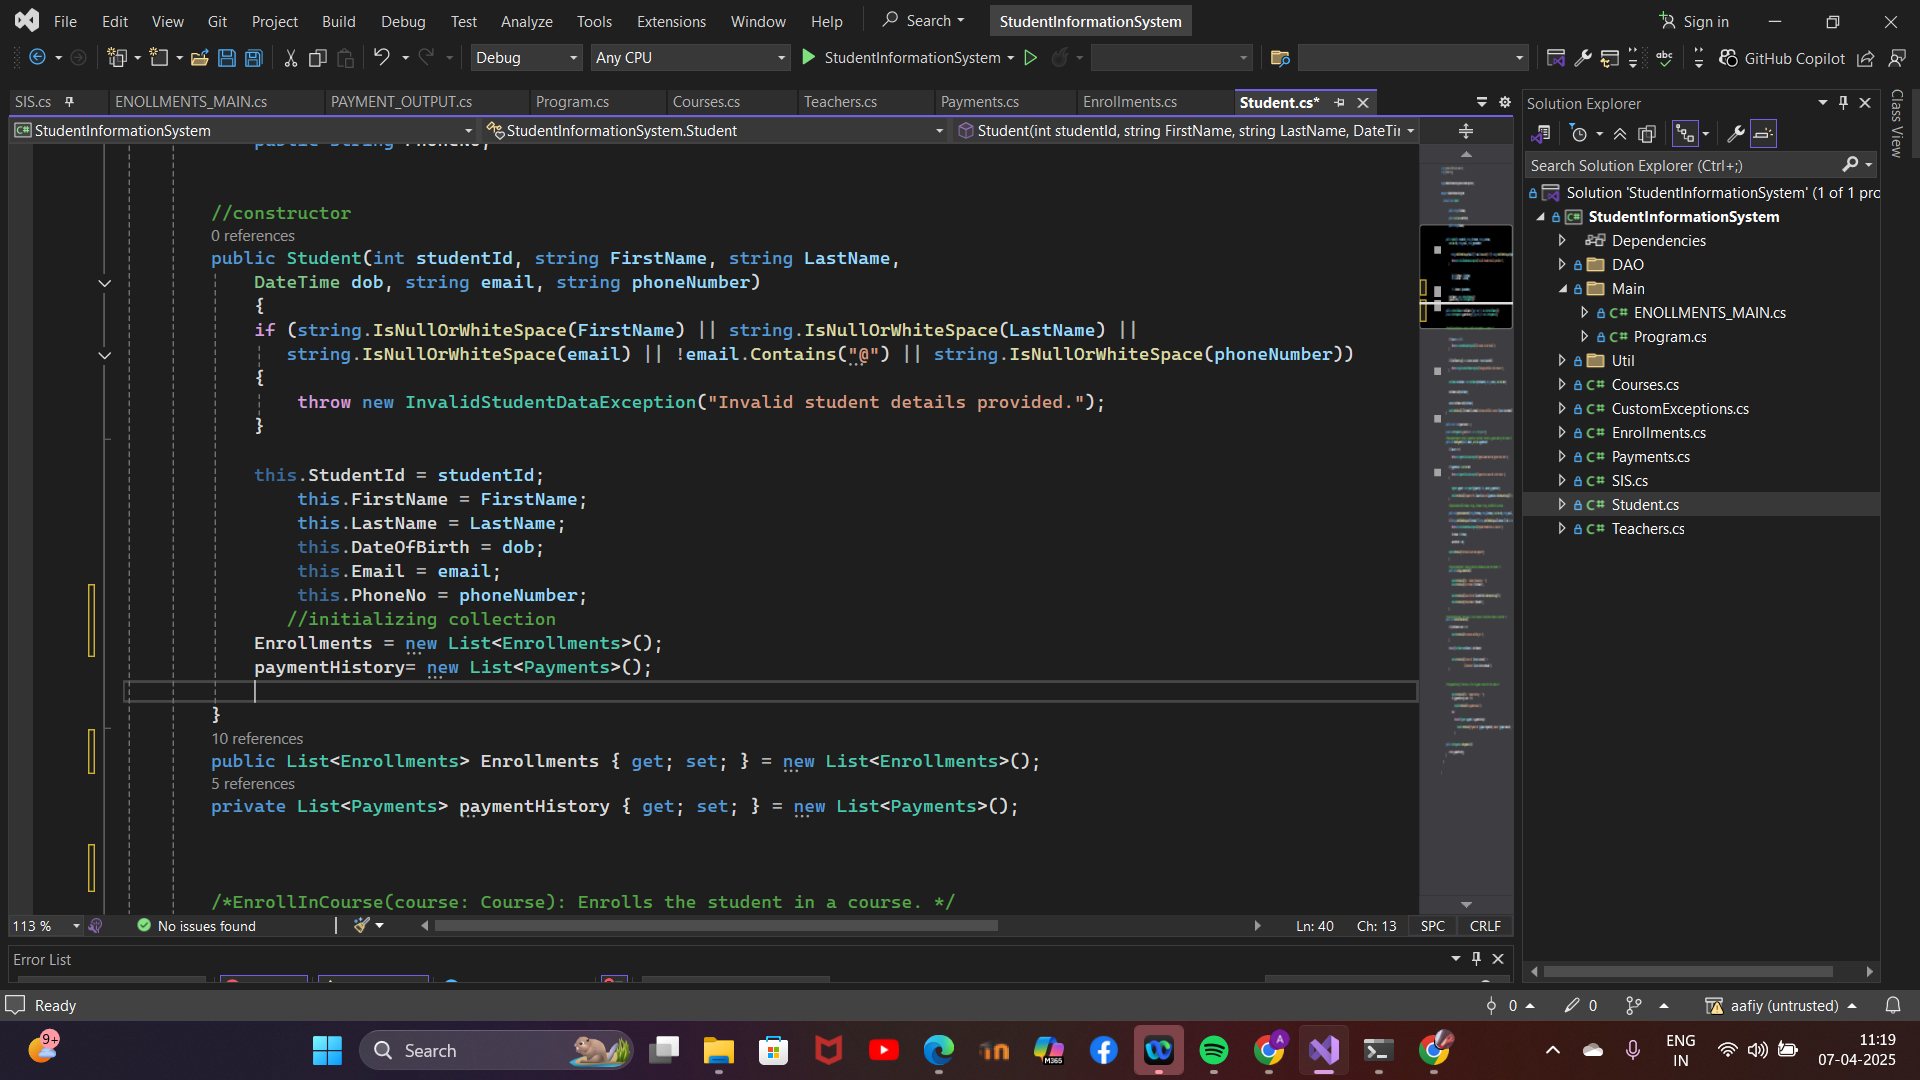 File Edit View Git Project Build Debug Test Analyze Tools Extensions Window Help Search StudentInformationSystem Sign in
Debug Any CPU StudentInformationSystem GitHub Copilot
SIS.cs ENOLLMENTS_MAIN.cs PAYMENT_OUTPUT.cs Program.cs Courses.cs Teachers.cs Payments.cs Enrollments.cs Student.cs*
StudentInformationSystem StudentInformationSystem.Student Student(int studentId, string FirstName, string LastName, DateTi
//constructor
0 references
public Student(int studentId, string FirstName, string LastName,
DateTime dob, string email, string phoneNumber)
{
if (string.IsNullOrWhiteSpace(FirstName) || string.IsNullOrWhiteSpace(LastName) ||
string.IsNullOrWhiteSpace(email) || !email.Contains("@") || string.IsNullOrWhiteSpace(phoneNumber))
{
throw new InvalidStudentDataException("Invalid student details provided.");
}
this.StudentId = studentId;
this.FirstName = FirstName;
this.LastName = LastName;
this.DateOfBirth = dob;
this.Email = email;
this.PhoneNo = phoneNumber;
//initializing collection
Enrollments = new List<Enrollments>();
paymentHistory= new List<Payments>();
}
10 references
public List<Enrollments> Enrollments { get; set; } = new List<Enrollments>();
5 references
private List<Payments> paymentHistory { get; set; } = new List<Payments>();
/*EnrollInCourse(course: Course): Enrolls the student in a course. */
113 % No issues found Ln: 40 Ch: 13 SPC CRLF
Error List
Solution Explorer
Search Solution Explorer (Ctrl+;)
Solution 'StudentInformationSystem' (1 of 1 pro
StudentInformationSystem
Dependencies
DAO
Main
C# ENOLLMENTS_MAIN.cs
C# Program.cs
Util
C# Courses.cs
C# CustomExceptions.cs
C# Enrollments.cs
C# Payments.cs
C# SIS.cs
C# Student.cs
C# Teachers.cs
Class View
Ready 0 0 aafiy (untrusted)
9+ Search M365 A ENG
IN
11:19
07-04-2025